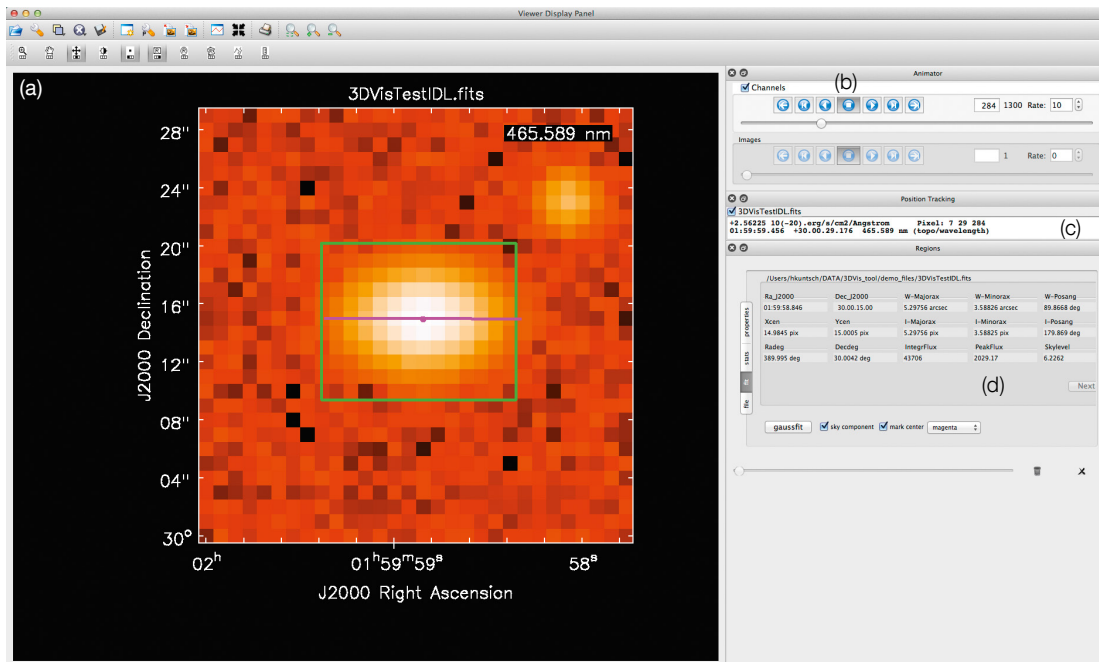 Viewer Display Panel
(a)
3DVisTestIDL.fits
465.589 nm
28"
24"
20"
16"
12"
08"
04"
30°
J2000 Declination
02h 01h59m59s 58s
J2000 Right Ascension
Animator
(b)
Channels
284 1300 Rate: 10
Images
1 Rate: 0
Position Tracking
3DVisTestIDL.fits
+2.56225 10(-20).erg/s/cm2/Angstrom Pixel: 7 29 284
01:59:59.456 +30.00.29.176 465.589 nm (topo/wavelength)
(c)
Regions
properties
stats
fit
file
/Users/hkuntsch/DATA/3DVis_tool/demo_files/3DVisTestIDL.fits
Ra_J2000 Dec_J2000 W-Majorax W-Minorax W-Posang
01:59:58.846 30.00.15.00 5.29756 arcsec 3.58826 arcsec 89.8668 deg
Xcen Ycen I-Majorax I-Minorax I-Posang
14.9845 pix 15.0005 pix 5.29756 pix 3.58825 pix 179.869 deg
Radeg Decdeg IntegrFlux PeakFlux Skylevel
389.995 deg 30.0042 deg 43706 2029.17 6.2262
(d)
Next
gaussfit sky component mark center magenta